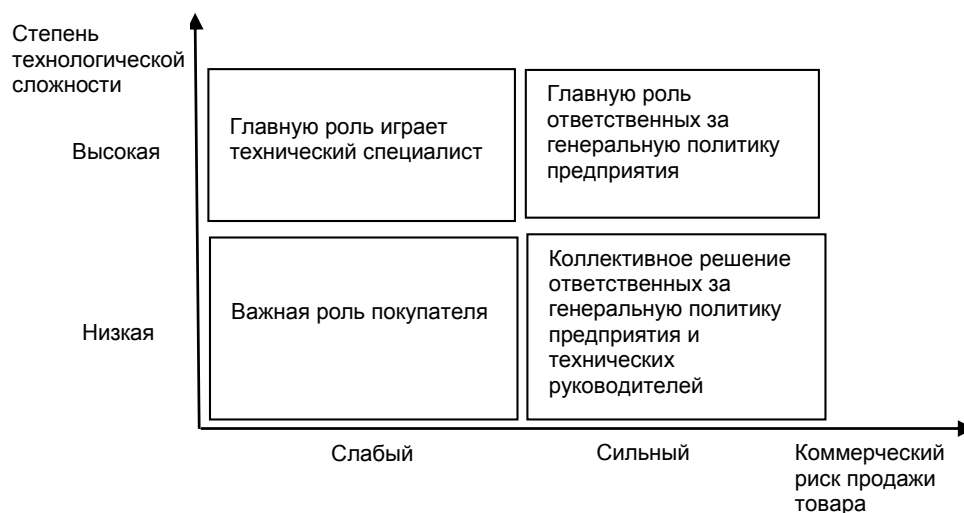 Степень
технологической
сложности
Высокая
Главную роль играет
технический специалист
Главную роль
ответственных за
генеральную политику
предприятия
Низкая
Важная роль покупателя
Коллективное решение
ответственных за
генеральную политику
предприятия и
технических
руководителей
Слабый
Сильный
Коммерческий
риск продажи
товара